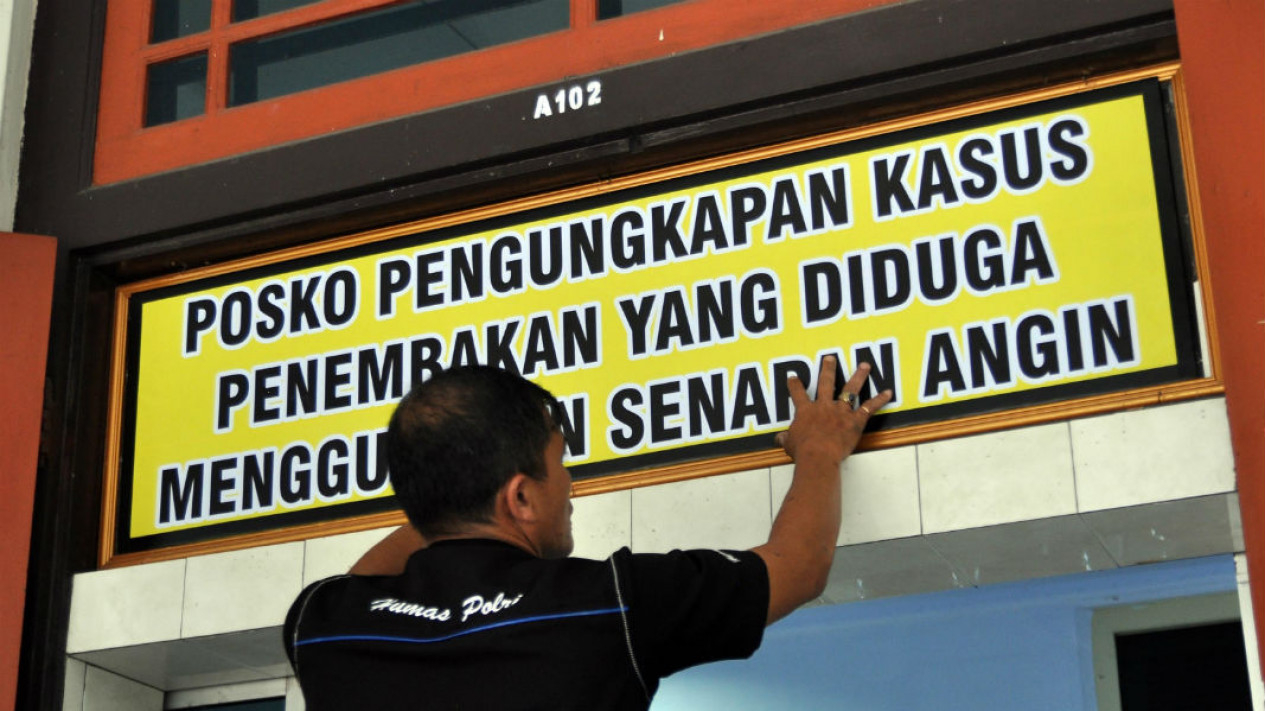 A102
POSKO PENGUNGKAPAN KASUS
PENEMBAKAN YANG DIDUGA
SENAPAN ANGIN
Humas Polri